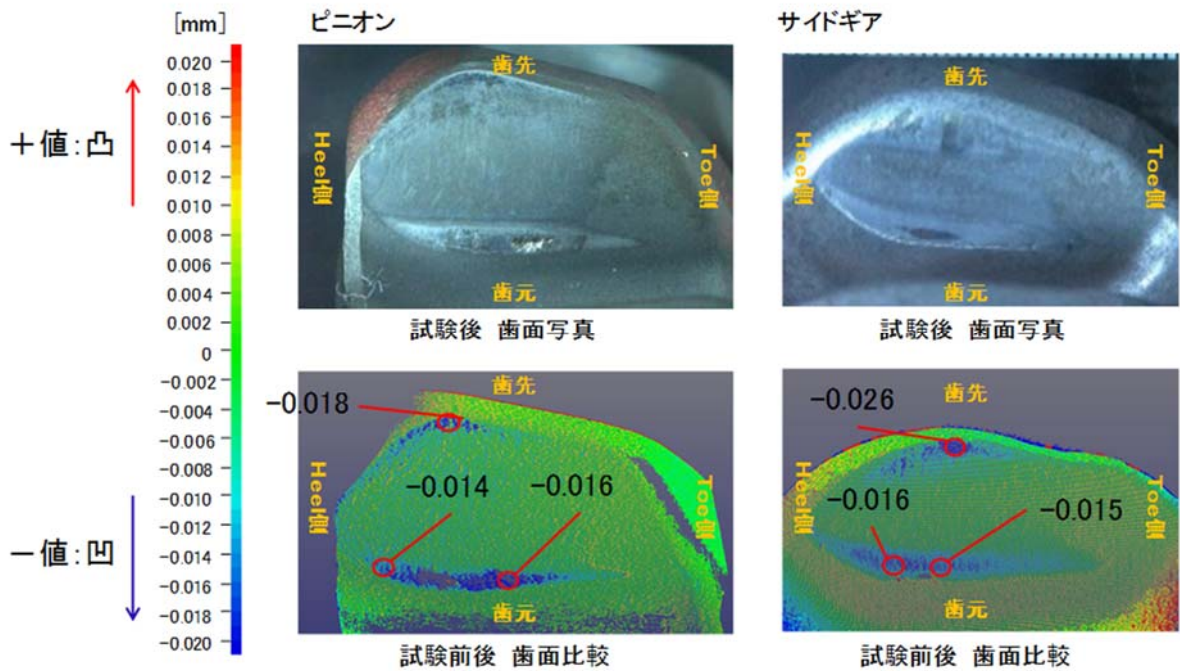 [mm]
ピニオン
サイドギア
0.020
0.018
0.016
0.014
0.012
0.010
0.008
0.006
0.004
0.002
0
-0.002
-0.004
-0.006
-0.008
-0.010
-0.012
-0.014
-0.016
-0.018
-0.020
＋値：凸
－値：凹
歯先
Heel側
Toe側
歯元
試験後 歯面写真
歯先
Heel側
Toe側
歯元
試験後 歯面写真
歯先
-0.018
-0.014
-0.016
Heel側
Toe側
歯元
試験前後 歯面比較
歯先
-0.026
-0.016
-0.015
Heel側
Toe側
歯元
試験前後 歯面比較